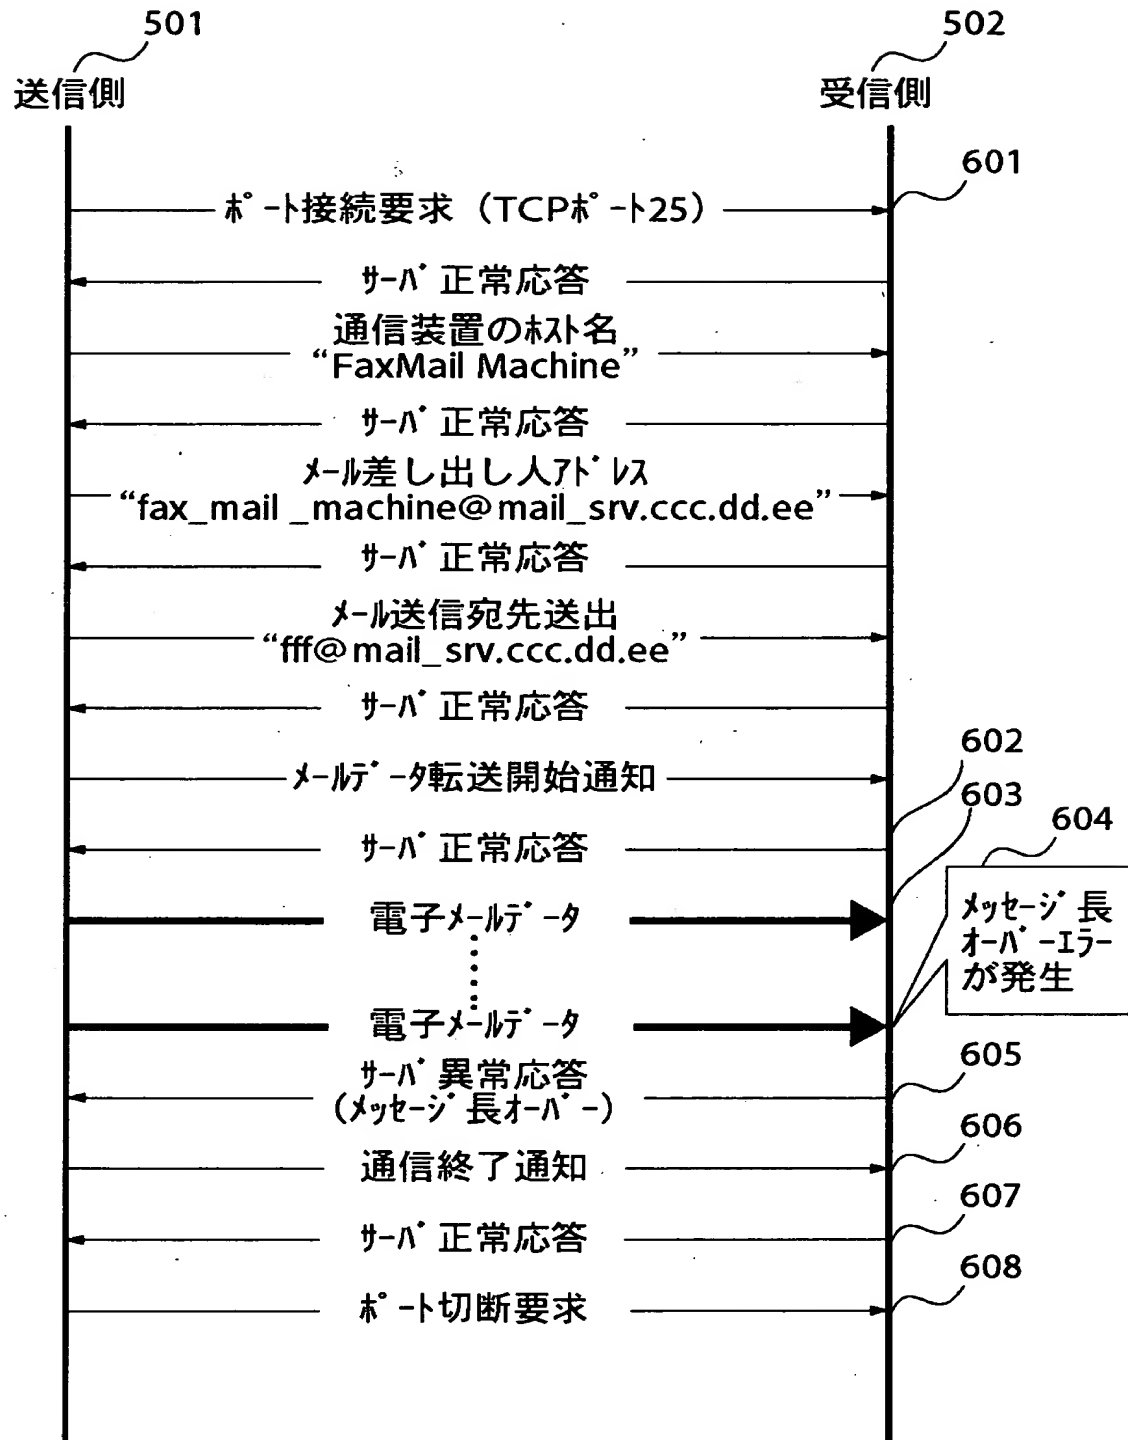 501
502
送信側
受信側
601
ﾎﾟｰﾄ接続要求（TCPﾎﾟｰﾄ25）
ｻｰﾊﾞ正常応答
通信装置のﾎｽﾄ名
“FaxMail Machine”
ｻｰﾊﾞ正常応答
ﾒｰﾙ差し出し人ｱﾄﾞﾚｽ
“fax_mail _machine@mail_srv.ccc.dd.ee”
ｻｰﾊﾞ正常応答
ﾒｰﾙ送信宛先送出
“fff@mail_srv.ccc.dd.ee”
ｻｰﾊﾞ正常応答
602
ﾒｰﾙﾃﾞｰﾀ転送開始通知
603
604
ｻｰﾊﾞ正常応答
電子ﾒｰﾙﾃﾞｰﾀ
ﾒｯｾｰｼﾞ長
ｵｰﾊﾞｰｴﾗｰ
が発生
電子ﾒｰﾙﾃﾞｰﾀ
605
ｻｰﾊﾞ異常応答
(ﾒｯｾｰｼﾞ長ｵｰﾊﾞｰ)
606
通信終了通知
607
ｻｰﾊﾞ正常応答
608
ﾎﾟｰﾄ切断要求